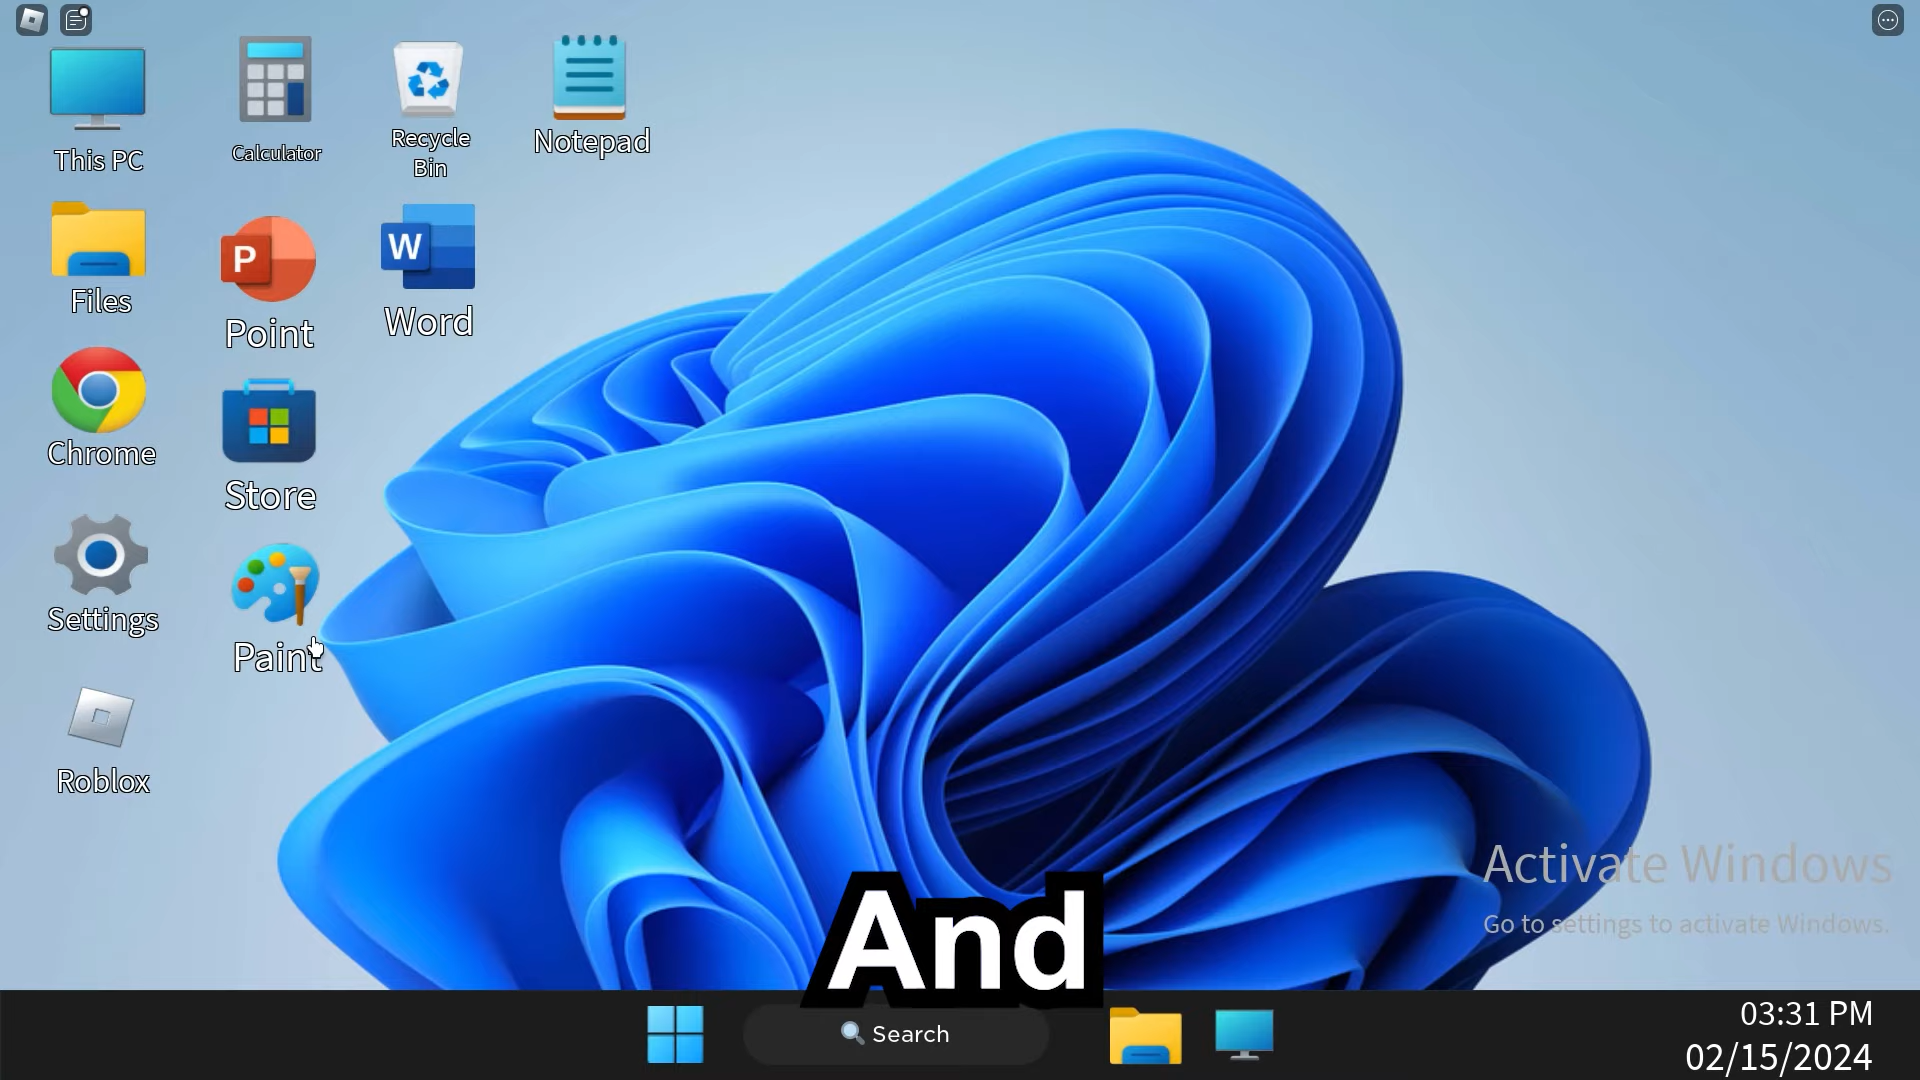 This PC
Calculator
Recycle
Bin
Notepad
Files
P
Point
W
Word
Chrome
Store
Settings
Paint
Roblox
Activate Windows
Go to settings to activate Windows.
And
Search
03:31 PM
02/15/2024